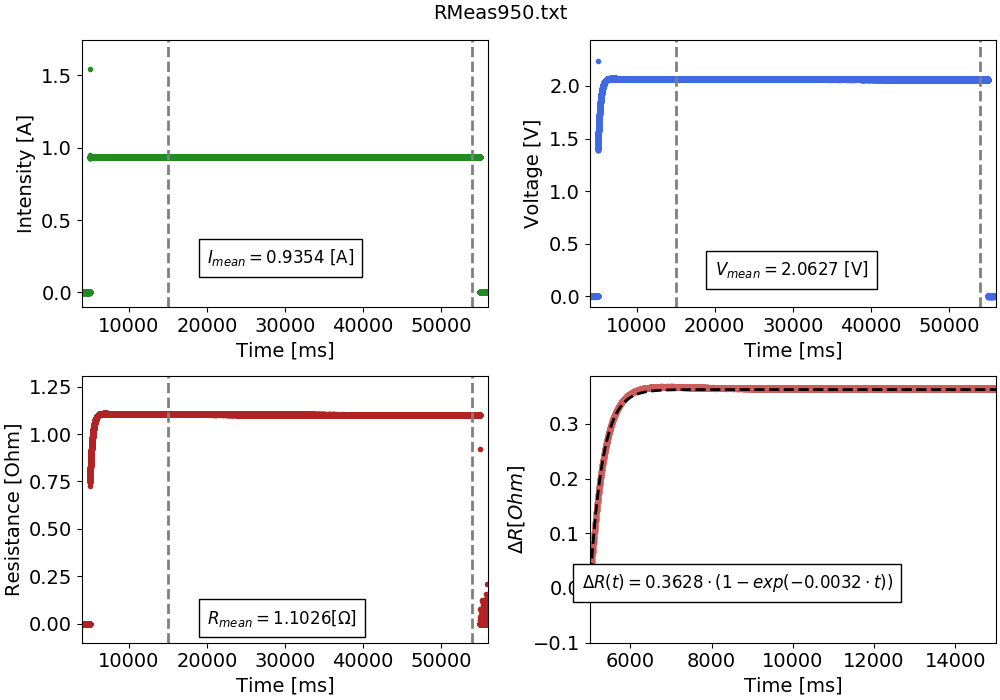 RMeas950.txt
1.5
1.0
0.5
0.0
Intensity [A]
I_mean = 0.9354 [A]
10000 20000 30000 40000 50000
Time [ms]
2.0
1.5
1.0
0.5
0.0
Voltage [V]
V_mean = 2.0627 [V]
10000 20000 30000 40000 50000
Time [ms]
1.25
1.00
0.75
0.50
0.25
0.00
Resistance [Ohm]
R_mean = 1.1026[Ω]
10000 20000 30000 40000 50000
Time [ms]
0.3
0.2
0.1
0.0
−0.1
ΔR[Ohm]
ΔR(t) = 0.3628 · (1 − exp(−0.0032 · t))
6000 8000 10000 12000 14000
Time [ms]